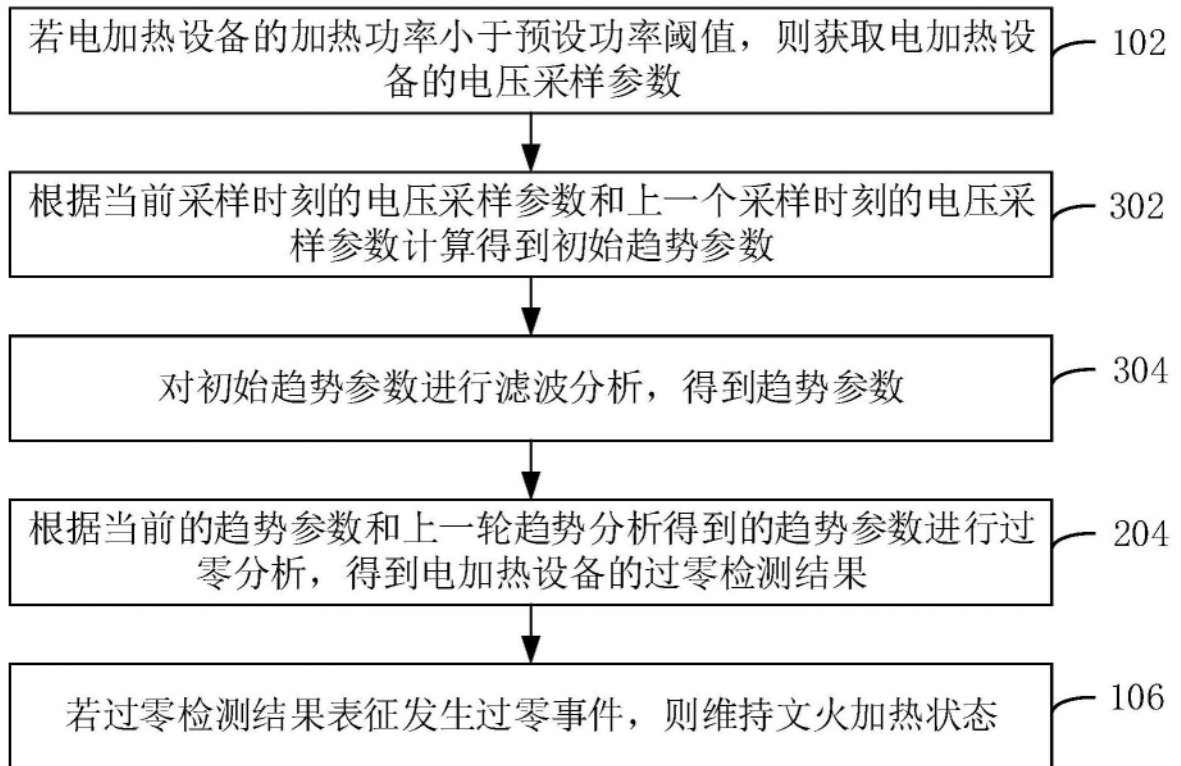 若电加热设备的加热功率小于预设功率阈值，则获取电加热设
备的电压采样参数
102
根据当前采样时刻的电压采样参数和上一个采样时刻的电压采
样参数计算得到初始趋势参数
302
对初始趋势参数进行滤波分析，得到趋势参数
304
根据当前的趋势参数和上一轮趋势分析得到的趋势参数进行过
零分析，得到电加热设备的过零检测结果
204
若过零检测结果表征发生过零事件，则维持文火加热状态
106